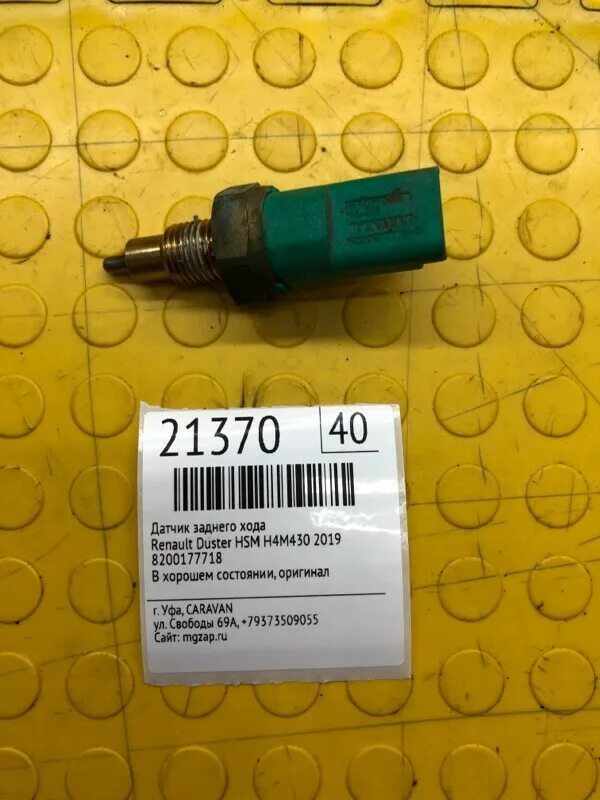 21370 40
Датчик заднего хода
Renault Duster HSM H4M430 2019
8200177718
В хорошем состоянии, оригинал
г. Уфа, CARAVAN
ул. Свободы 69А, +79373509055
Сайт: mgzap.ru